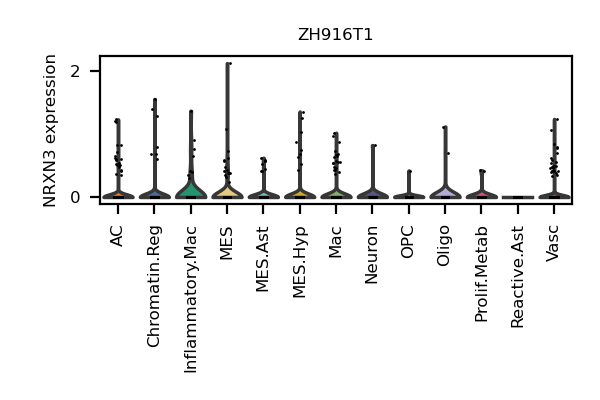 ZH916T1
NRXN3 expression
2
0
AC
Chromatin.Reg
Inflammatory.Mac
MES
MES.Ast
MES.Hyp
Mac
Neuron
OPC
Oligo
Prolif.Metab
Reactive.Ast
Vasc